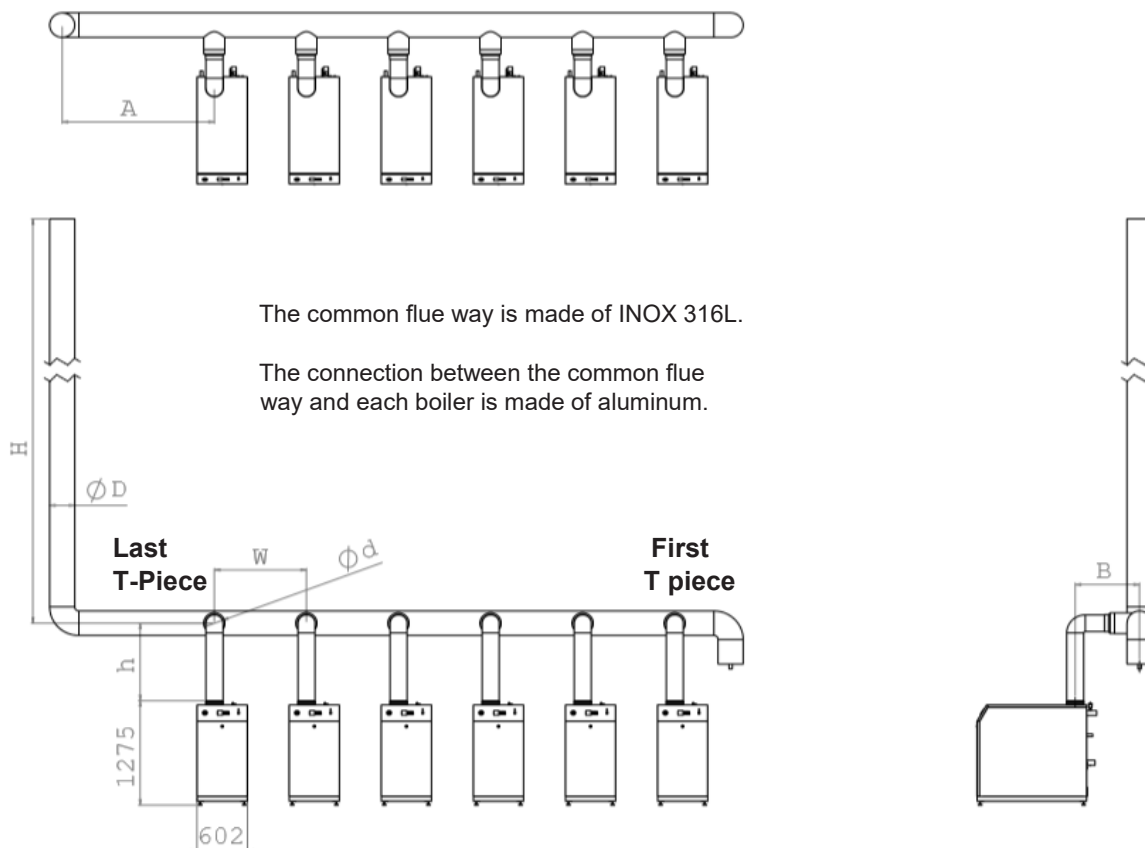 A
The common flue way is made of INOX 316L.
The connection between the common flue
way and each boiler is made of aluminum.
H
ØD
Last
T-Piece
W
Ød
First
T piece
B
h
1275
602